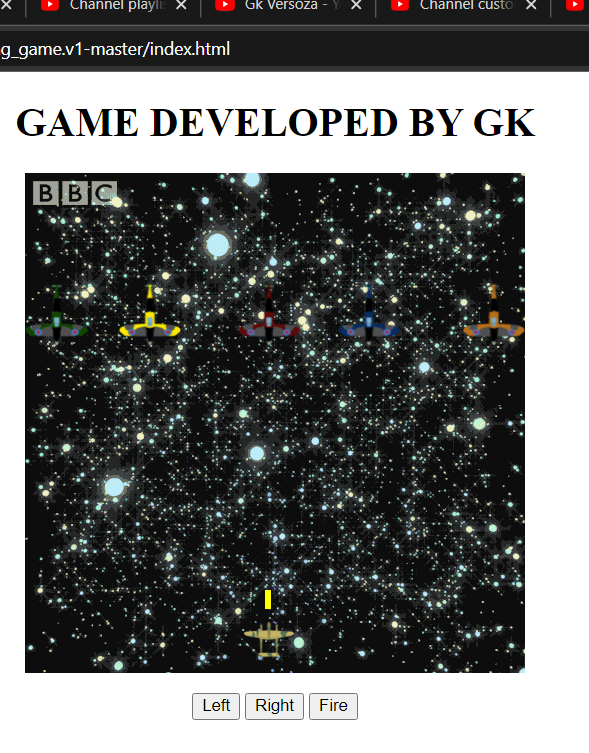 Channel playli
Gk Versoza - Y
Channel custo
g_game.v1-master/index.html
GAME DEVELOPED BY GK
BBC
Left Right Fire